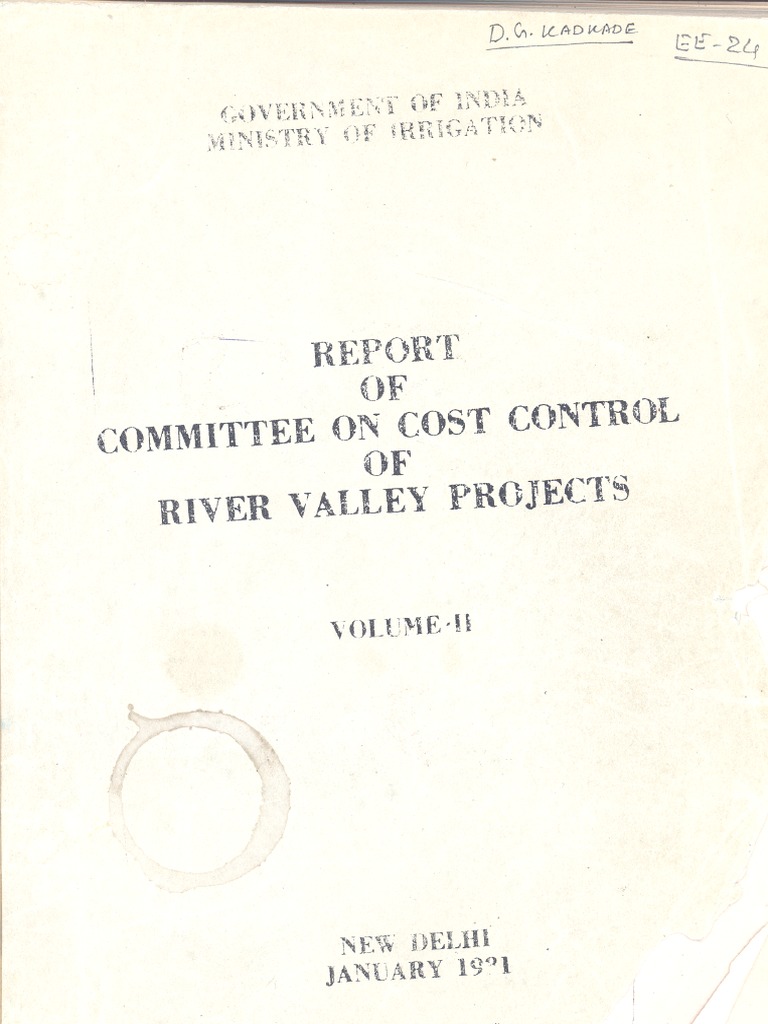 D.G. KADKADE
EE-24
GOVERNMENT OF INDIA
MINISTRY OF IRRIGATION
REPORT
OF
COMMITTEE ON COST CONTROL
OF
RIVER VALLEY PROJECTS
VOLUME-II
NEW DELHI
JANUARY